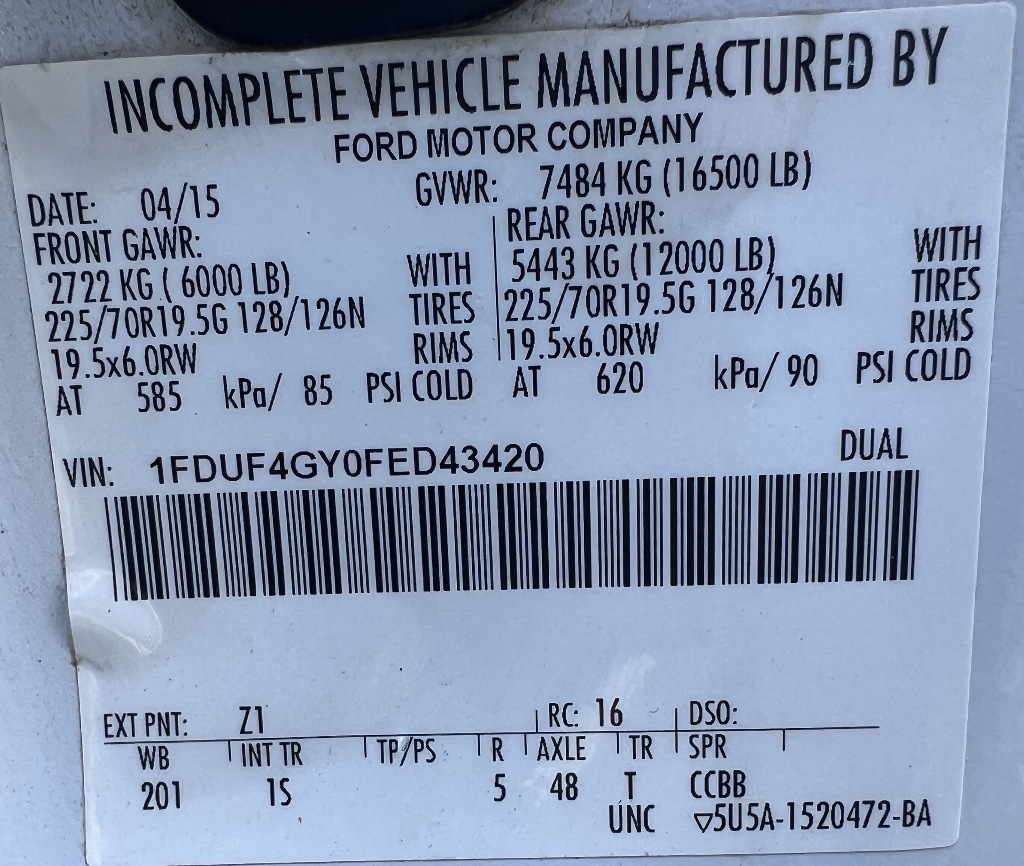 INCOMPLETE VEHICLE MANUFACTURED BY
FORD MOTOR COMPANY
DATE: 04/15 GVWR: 7484 KG (16500 LB)
FRONT GAWR: REAR GAWR:
2722 KG ( 6000 LB) WITH 5443 KG (12000 LB) WITH
225/70R19.5G 128/126N TIRES 225/70R19.5G 128/126N TIRES
19.5x6.0RW RIMS 19.5x6.0RW RIMS
AT 585 kPa/ 85 PSI COLD AT 620 kPa/ 90 PSI COLD
VIN: 1FDUF4GY0FED43420 DUAL
EXT PNT: Z1 RC: 16 DSO:
WB INT TR TP/PS R AXLE TR SPR
201 1S 5 48 T CCBB
UNC ▽5U5A-1520472-BA